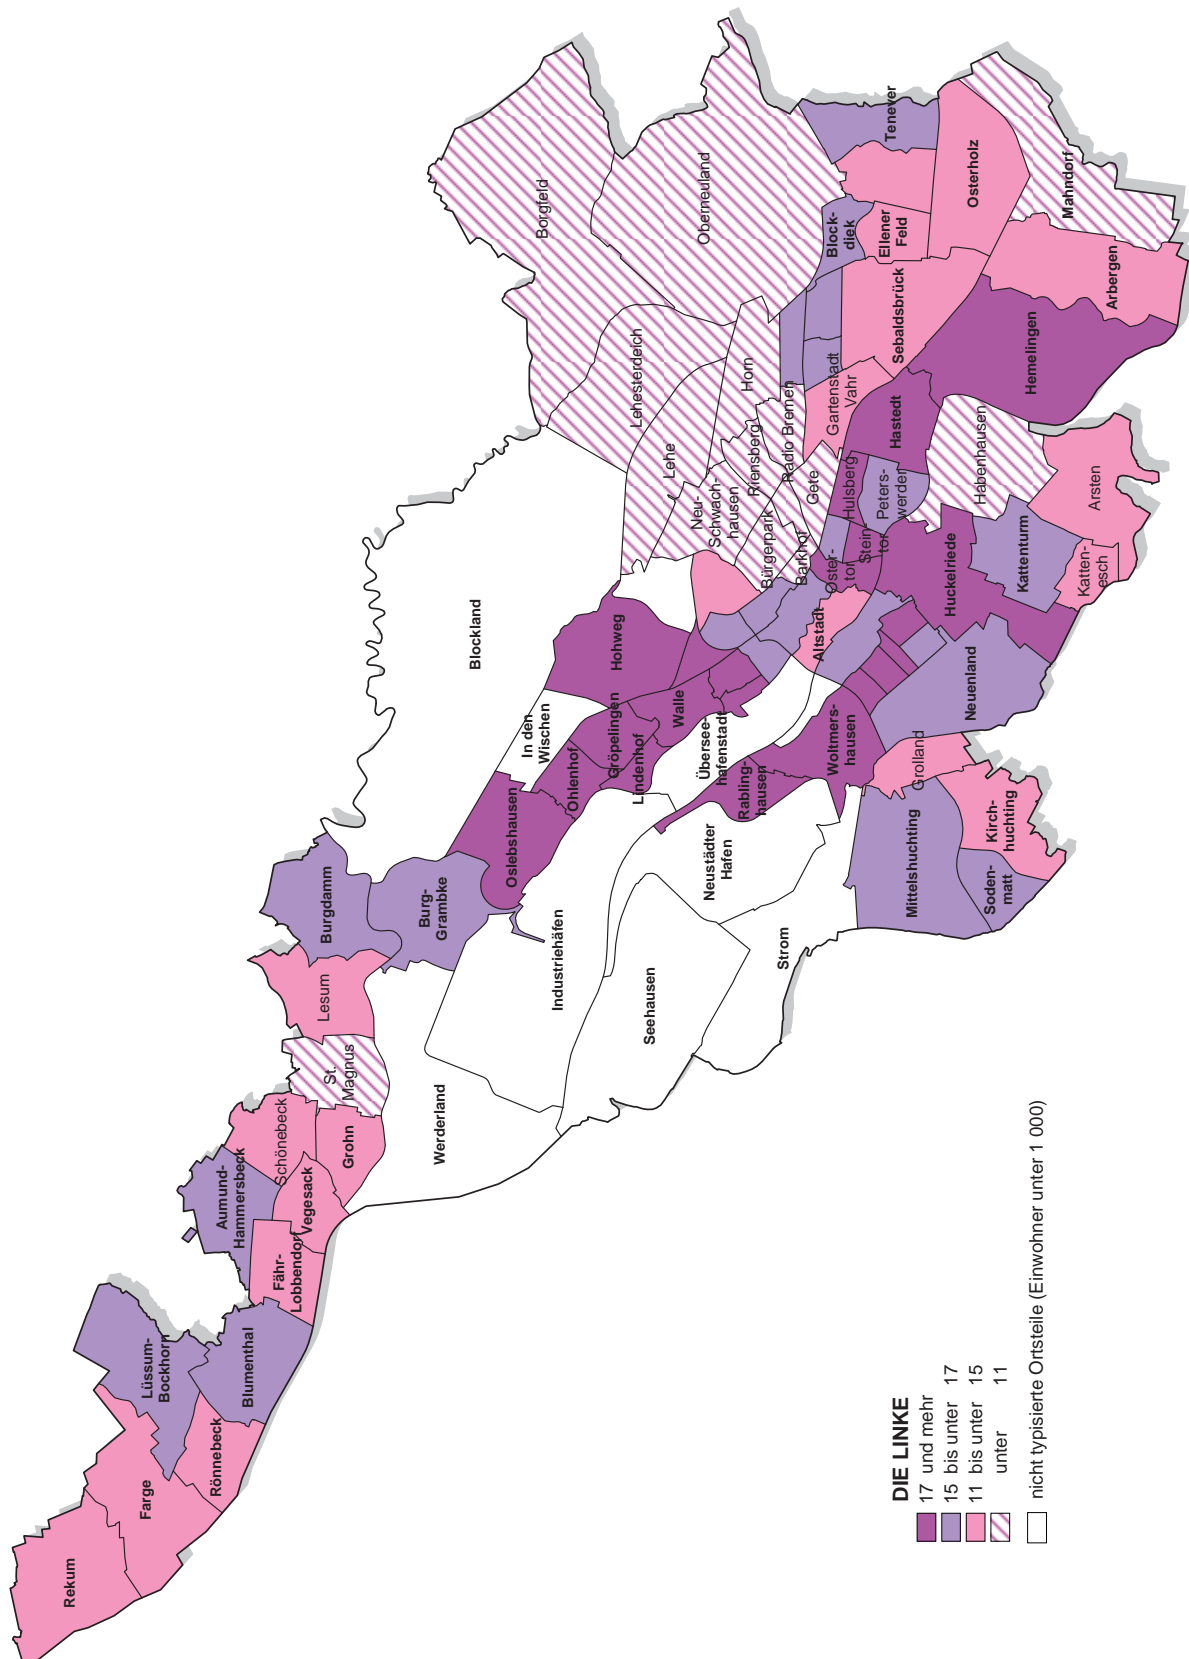 Rekum
Farge
Rönnebeck
Lüssum-
Bockhorn
Blumenthal
Fähr-
Lobbendorf
Aumund-
Hammersbeck
Vegesack
Schönebeck
Grohn
St.
Magnus
Lesum
Burgdamm
Burg-
Grambke
Werderland
Industriehäfen
Seehausen
Strom
Neustädter
Hafen
Oslebshausen
Ohlenhof
In den
Wischen
Gröpelingen
Lindenhof
Blockland
Hohweg
Walle
Übersee-
hafenstadt
Rabling-
hausen
Woltmers-
hausen
Mittelshuchting
Soden-
matt
Kirch-
huchting
Grolland
Neuenland
Altstadt
Oster-
tor
Stein-
tor
Huckelriede
Kattenturm
Katten-
esch
Arsten
Habenhausen
Peters-
werder
Hulsberg
Hastedt
Hemelingen
Barkhof
Bürgerpark
Gete
Neu-
Schwach-
hausen
Riensberg
Radio Bremen
Lehe
Lehesterdeich
Horn
Borgfeld
Oberneuland
Gartenstadt
Vahr
Sebaldsbrück
Block-
diek
Ellener
Feld
Tenever
Osterholz
Mahndorf
Arbergen
DIE LINKE
17 und mehr
15 bis unter 17
11 bis unter 15
unter 11
nicht typisierte Ortsteile (Einwohner unter 1 000)